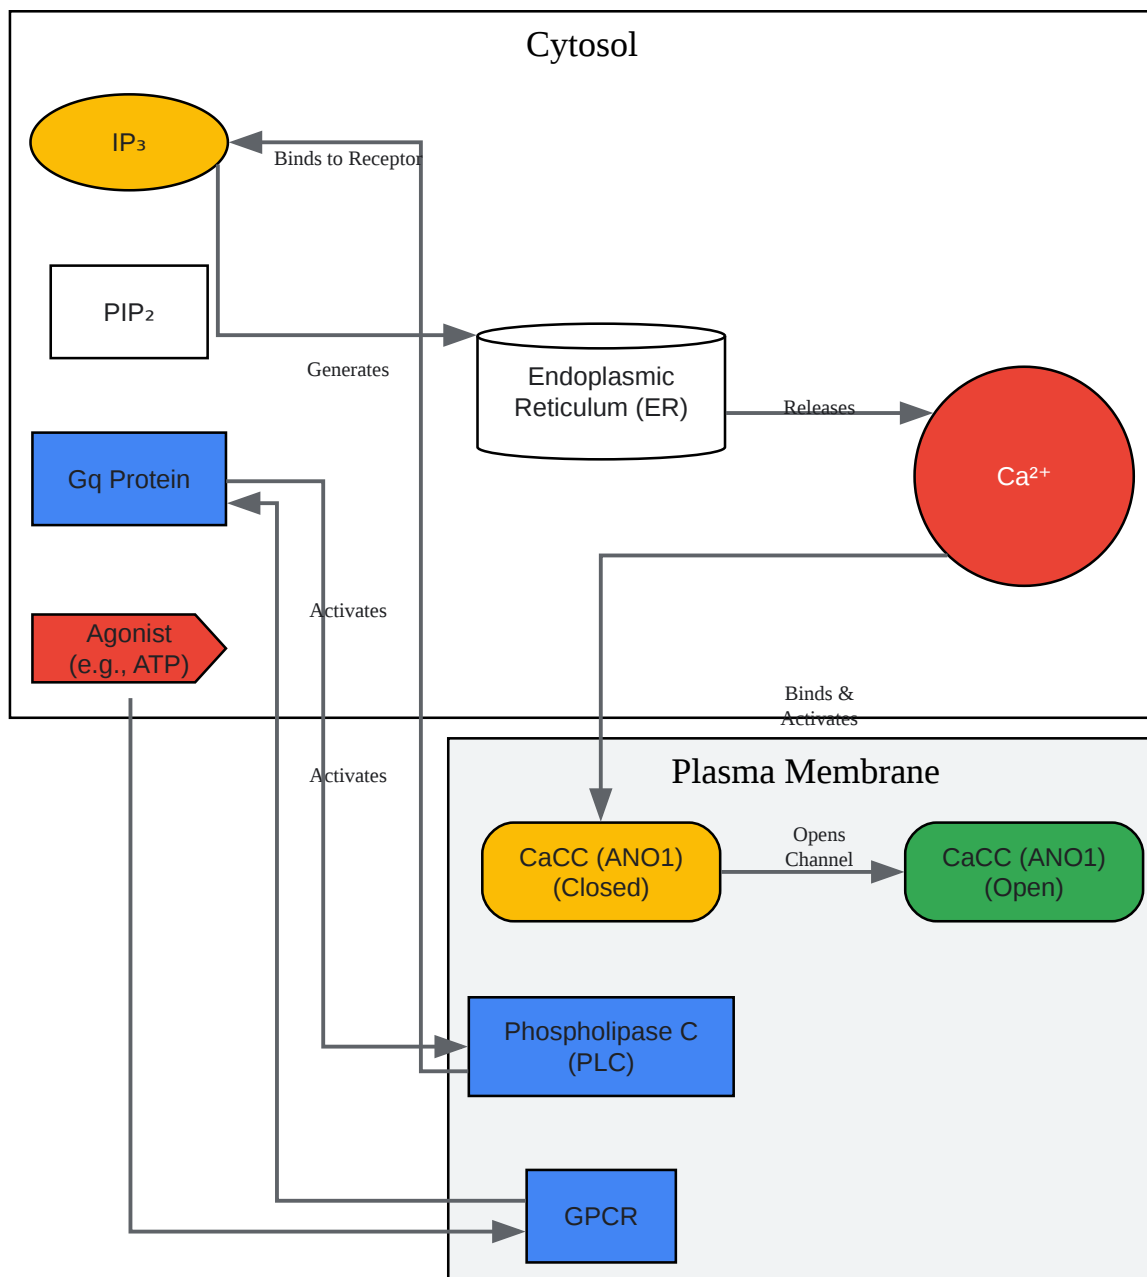 Cytosol
IP₃
Binds to Receptor
PIP₂
Generates
Endoplasmic
Reticulum (ER)
Releases
Ca²⁺
Gq Protein
Activates
Agonist
(e.g., ATP)
Binds &
Activates
Activates
Plasma Membrane
CaCC (ANO1)
(Closed)
Opens
Channel
CaCC (ANO1)
(Open)
Phospholipase C
(PLC)
GPCR